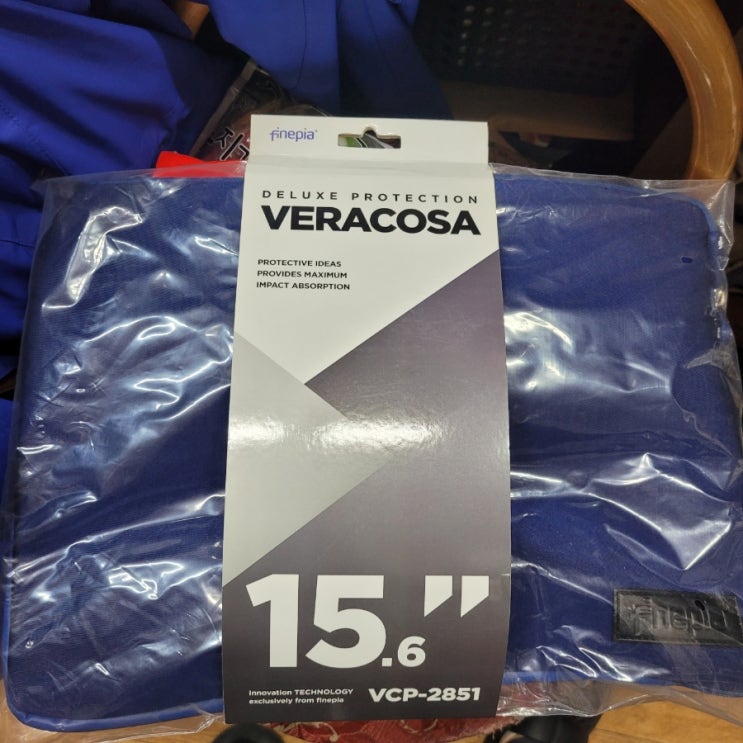 finepia
DELUXE PROTECTION
VERACOSA
PROTECTIVE IDEAS
PROVIDES MAXIMUM
IMPACT ABSORPTION
15.6"
Innovation TECHNOLOGY
exclusively from finepia
VCP-2851
finepia